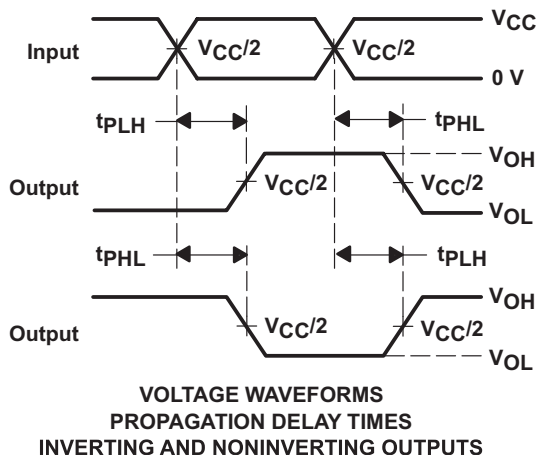 VCC
Input VCC/2 VCC/2
0 V
tPLH tPHL
VOH
Output VCC/2 VCC/2
VOL
tPHL tPLH
VOH
Output VCC/2 VCC/2
VOL
VOLTAGE WAVEFORMS
PROPAGATION DELAY TIMES
INVERTING AND NONINVERTING OUTPUTS